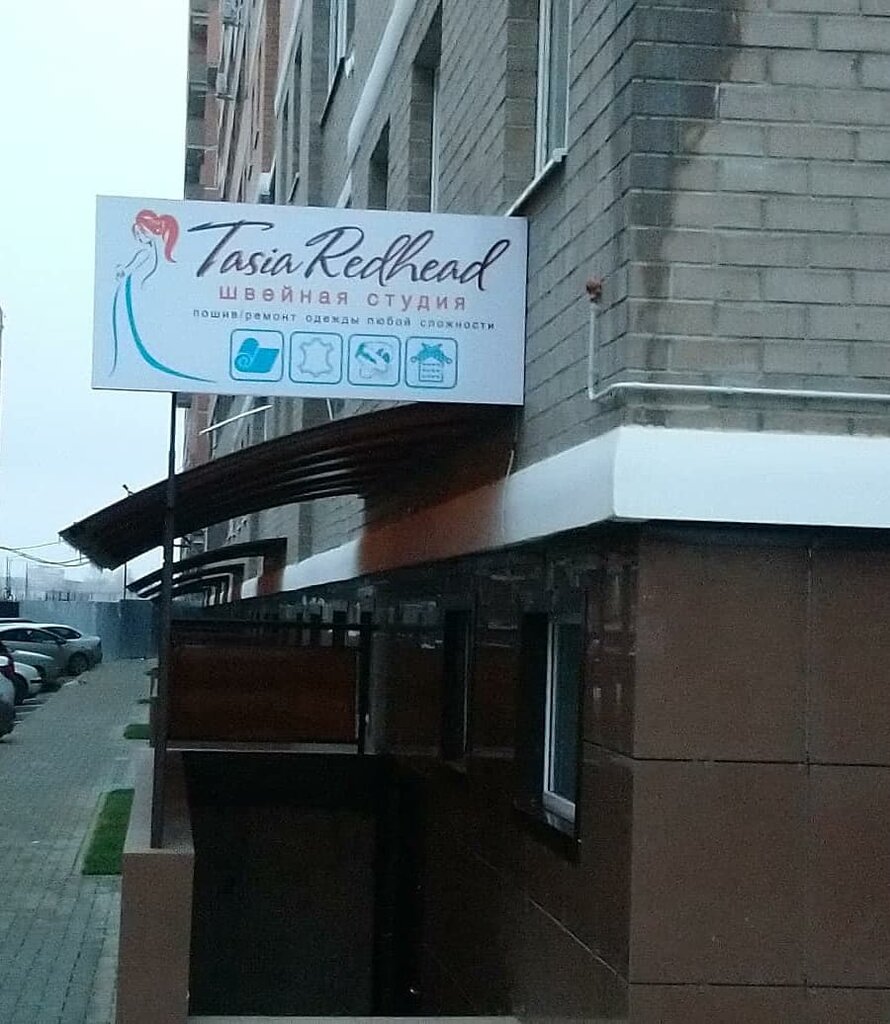 Tasia Redhead
швейная студия
пошив/ремонт одежды любой сложности